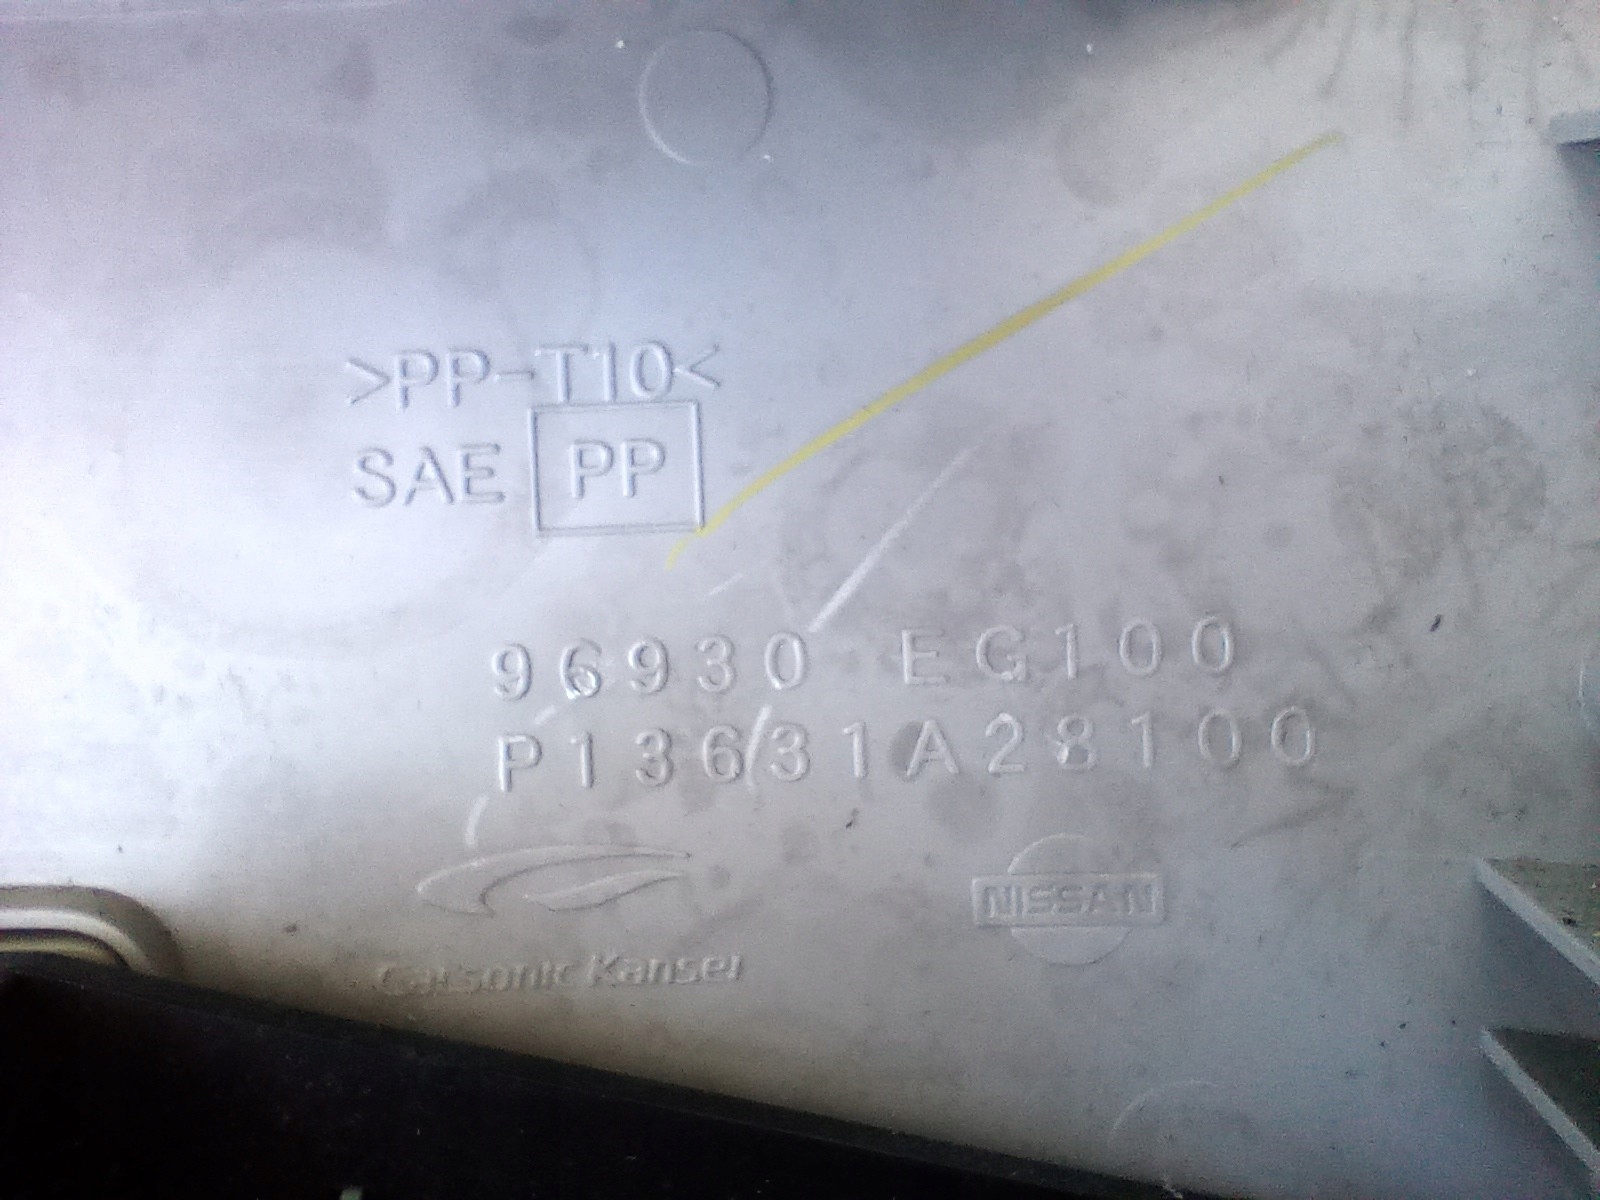 >PP-T10<
SAE PP
96930 EG100
P13631A28100
Calsonic Kansei
NISSAN